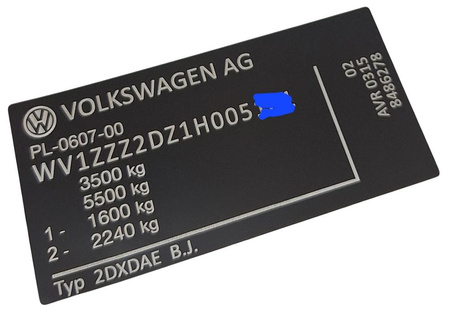 VOLKSWAGEN AG
PL-0607-00
WV1ZZZ2DZ1H005
3500 kg
5500 kg
1 - 1600 kg
2 - 2240 kg
Typ 2DXDAE B.J.
02
AVR 0315
8486278